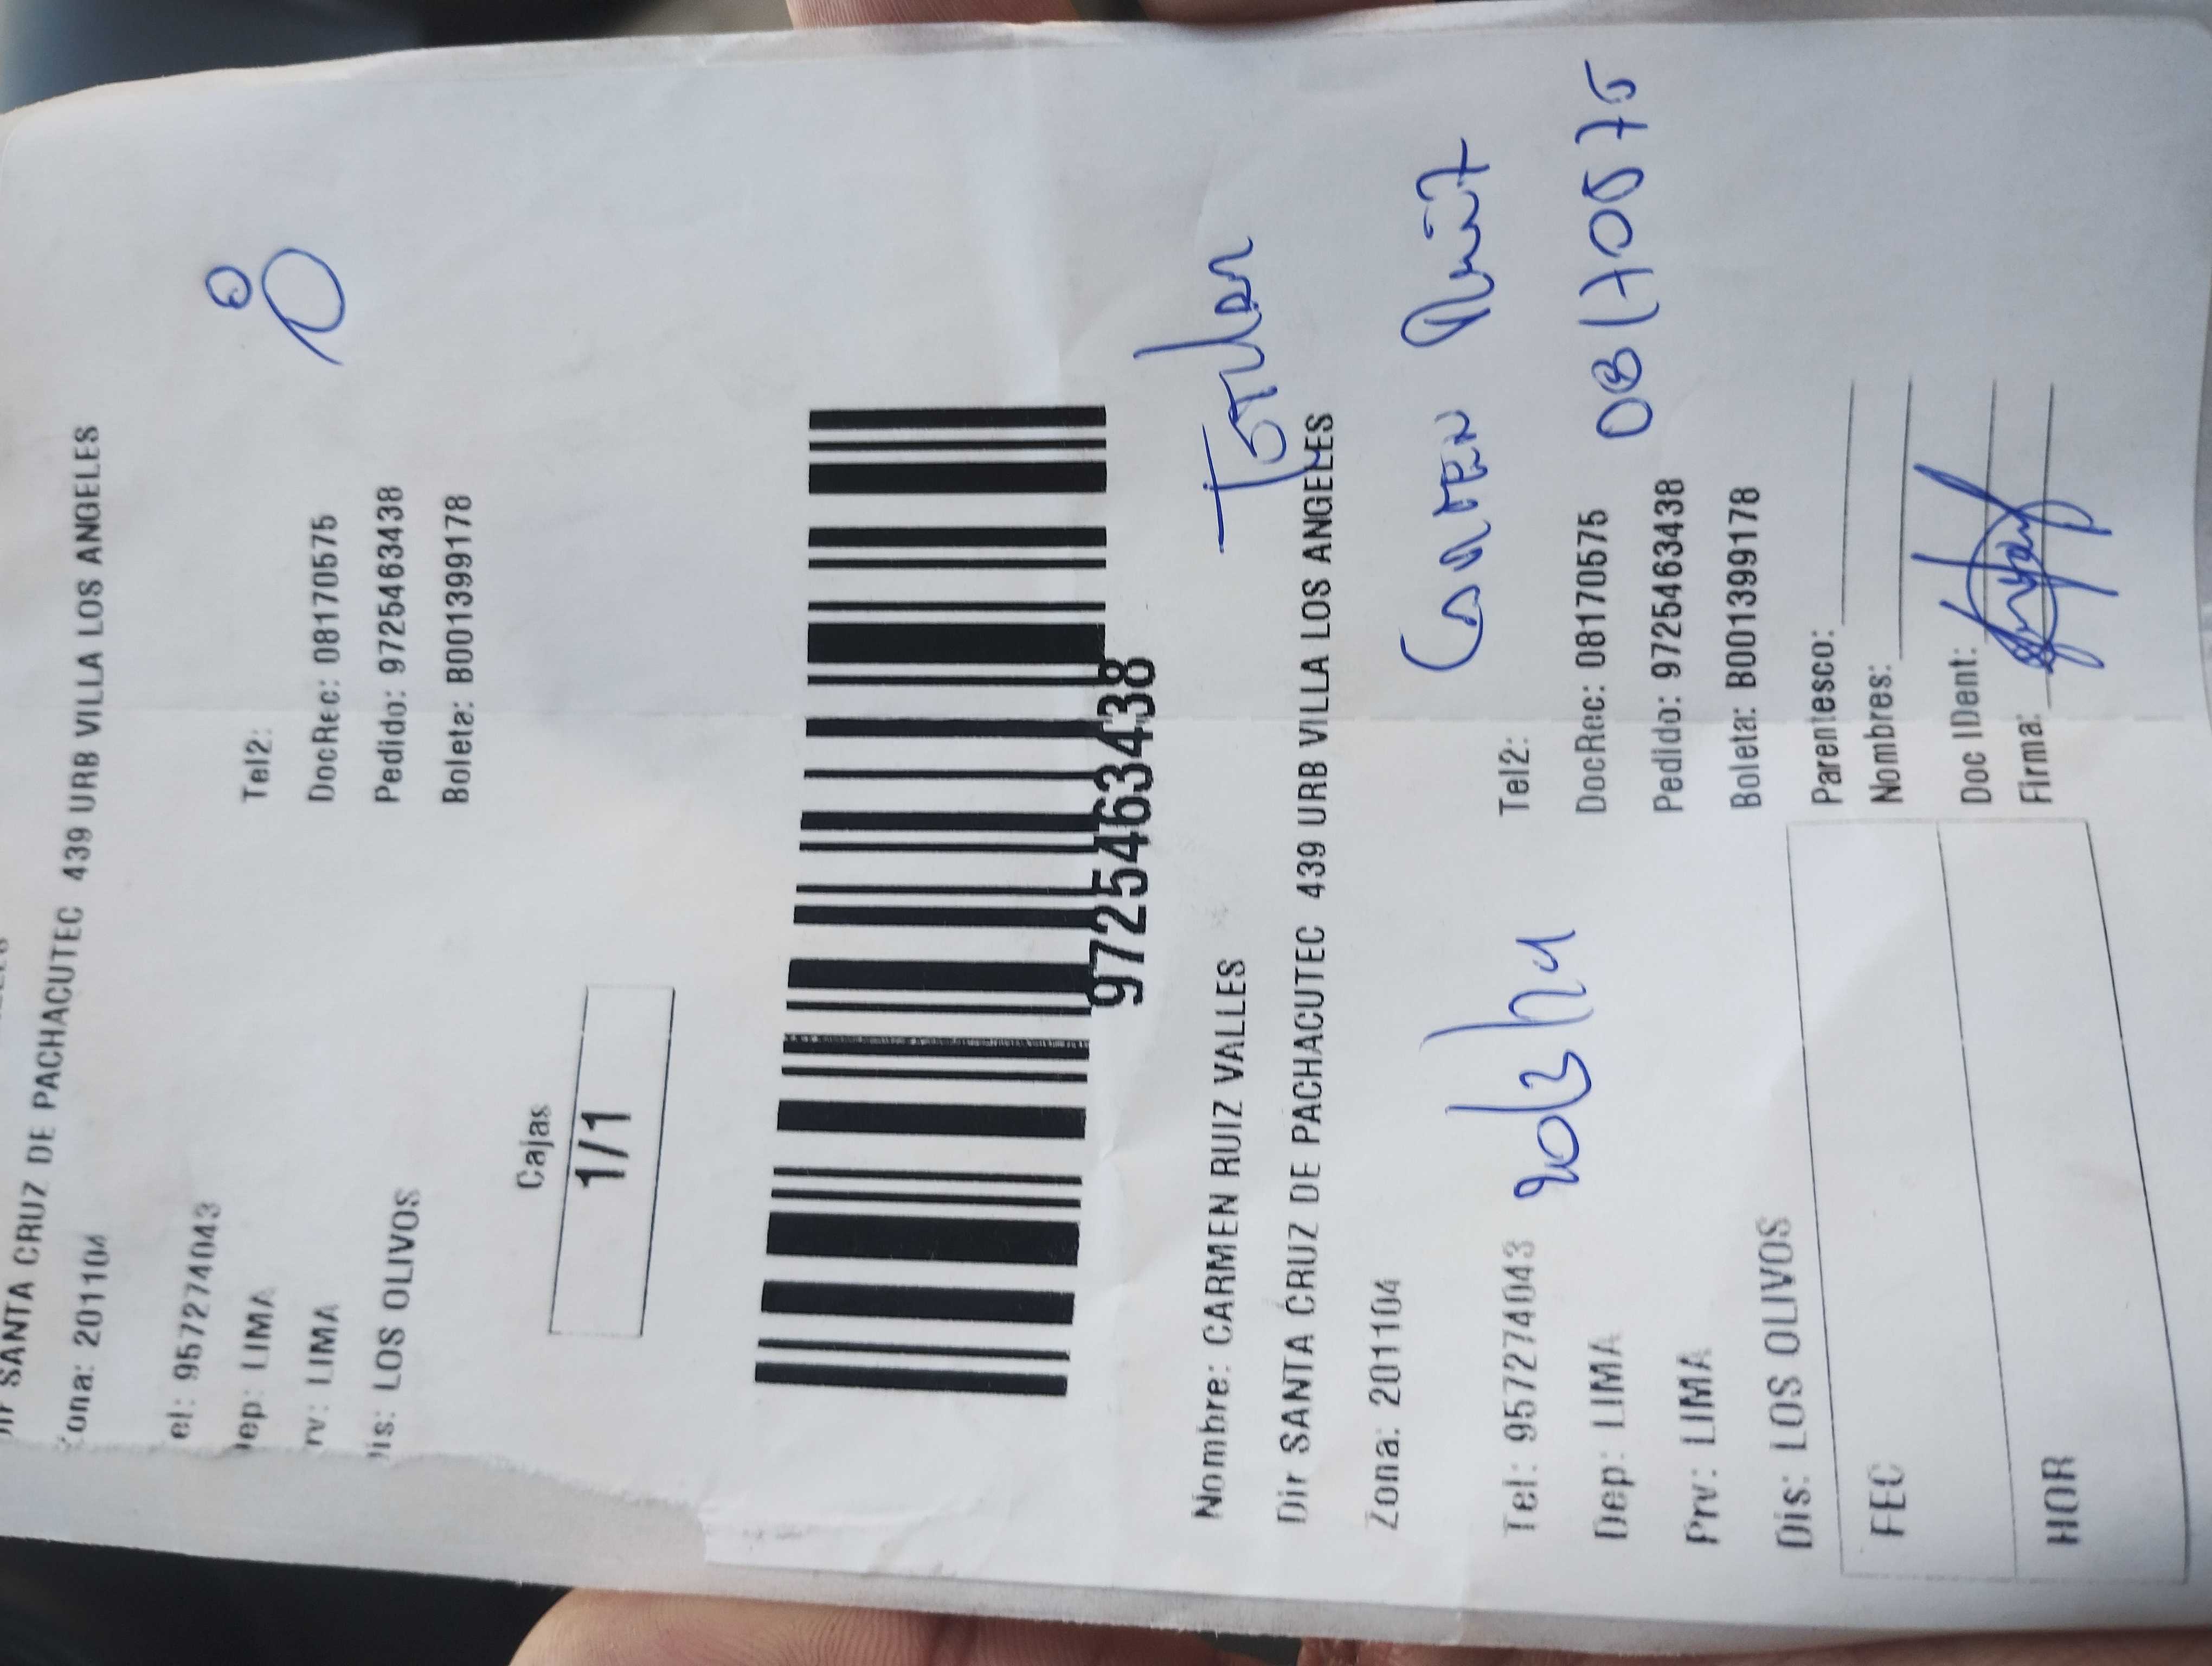 Dir SANTA CRUZ DE PACHACUTEC 439 URB VILLA LOS ANGELES
Zona: 201104
Tel: 957274043 Tel2:
Dep: LIMA DocRec: 08170575
Prv: LIMA Pedido: 97254463438
Dis: LOS OLIVOS Boleta: B001399178
Cajas
1/1
97254463438
Titular
Nombre: CARMEN RUIZ VALLES
Dir SANTA CRUZ DE PACHACUTEC 439 URB VILLA LOS ANGELES
Zona: 201104
Carmen Ruiz
Tel: 957274043 Tel2:
Dep: LIMA DocRec: 08170575
08170575
Prv: LIMA Pedido: 97254463438
Dis: LOS OLIVOS Boleta: B001399178
Parentesco:
FEC Nombres:
Doc IDent:
HOR Firma: